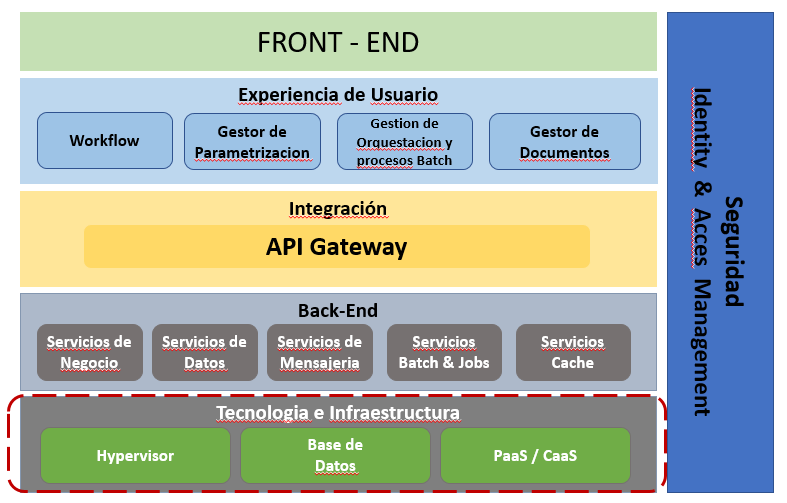 FRONT - END
Experiencia de Usuario
Workflow
Gestor de
Parametrizacion
Gestion de
Orquestacion y
procesos Batch
Gestor de
Documentos
Integración
API Gateway
Back-End
Servicios de
Negocio
Servicios de
Datos
Servicios de
Mensajeria
Servicios
Batch & Jobs
Servicios
Cache
Tecnologia e Infraestructura
Hypervisor
Base de
Datos
PaaS / CaaS
Seguridad
Identity & Acces Management